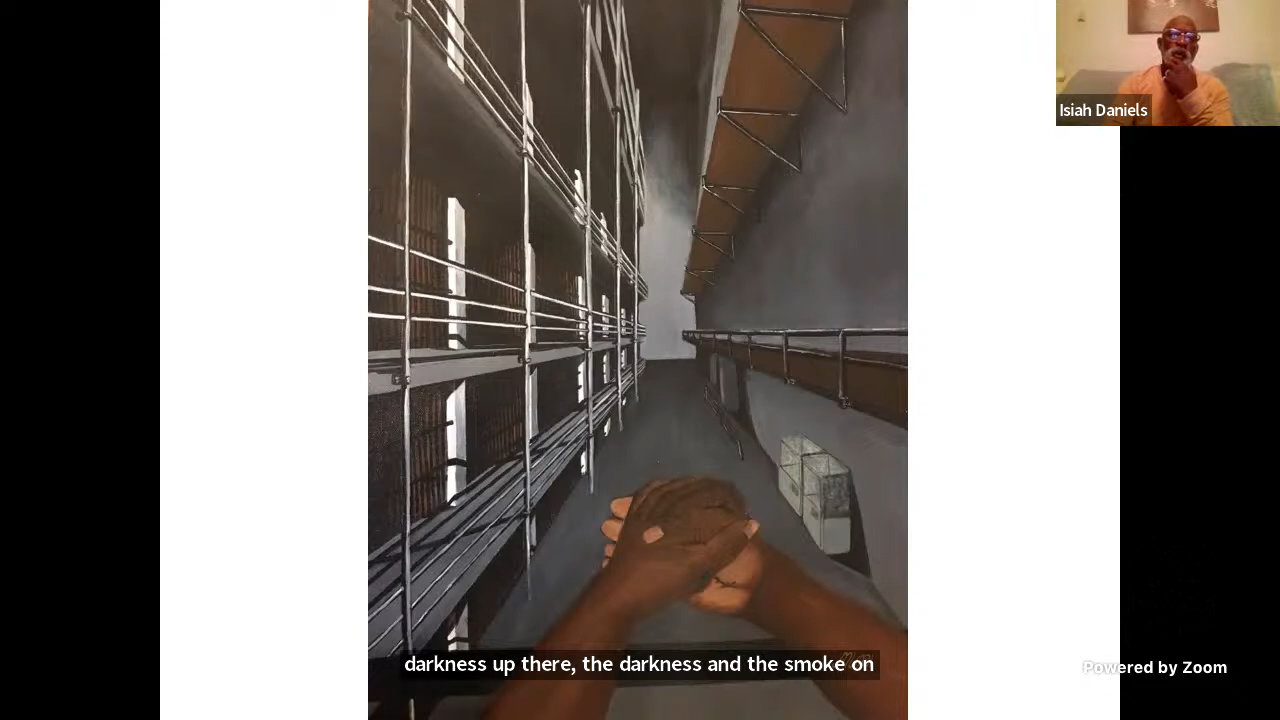 Isiah Daniels
darkness up there, the darkness and the smoke on
Powered by Zoom